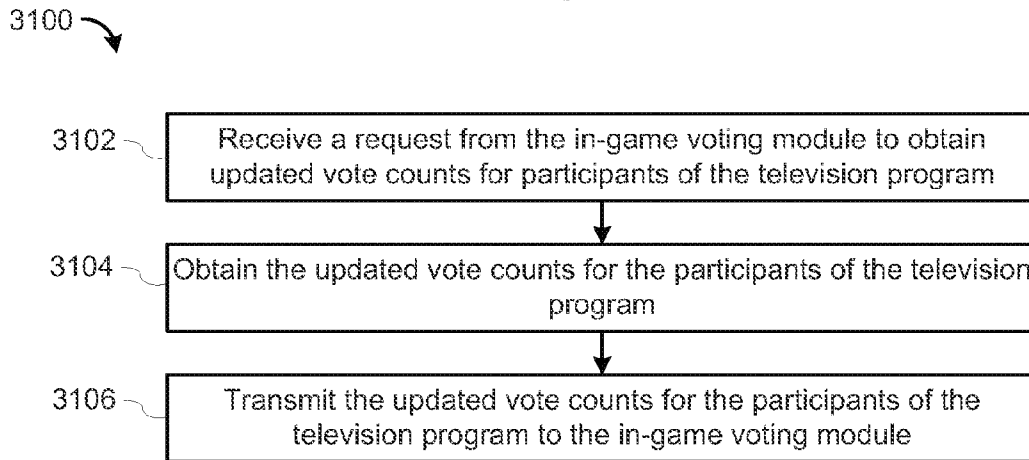 3100
3102
Receive a request from the in-game voting module to obtain
updated vote counts for participants of the television program
3104
Obtain the updated vote counts for the participants of the television
program
3106
Transmit the updated vote counts for the participants of the
television program to the in-game voting module